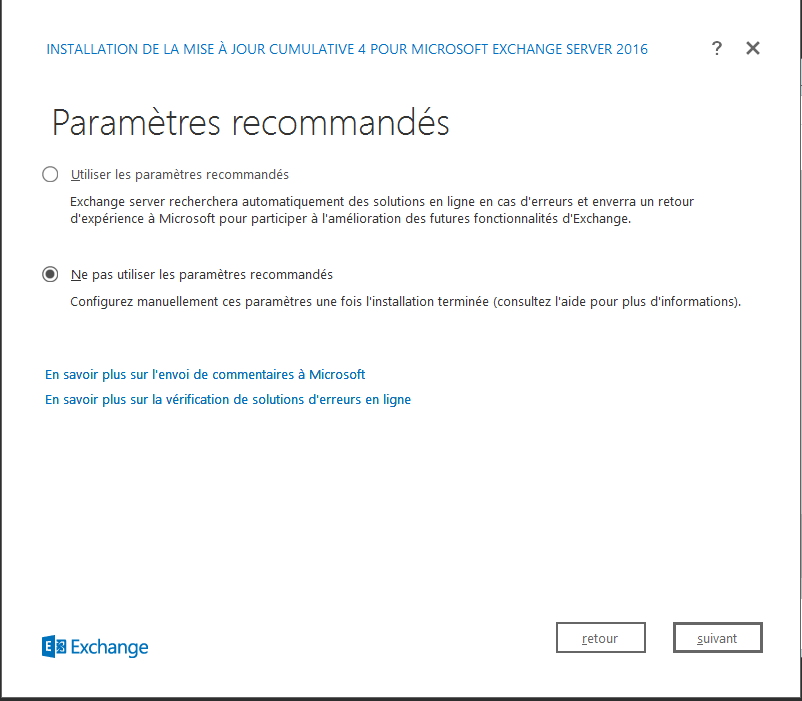 INSTALLATION DE LA MISE À JOUR CUMULATIVE 4 POUR MICROSOFT EXCHANGE SERVER 2016
?
Paramètres recommandés
Utiliser les paramètres recommandés
Exchange server recherchera automatiquement des solutions en ligne en cas d'erreurs et enverra un retour
d'expérience à Microsoft pour participer à l'amélioration des futures fonctionnalités d'Exchange.
Ne pas utiliser les paramètres recommandés
Configurez manuellement ces paramètres une fois l'installation terminée (consultez l'aide pour plus d'informations).
En savoir plus sur l'envoi de commentaires à Microsoft
En savoir plus sur la vérification de solutions d'erreurs en ligne
Exchange
retour
suivant